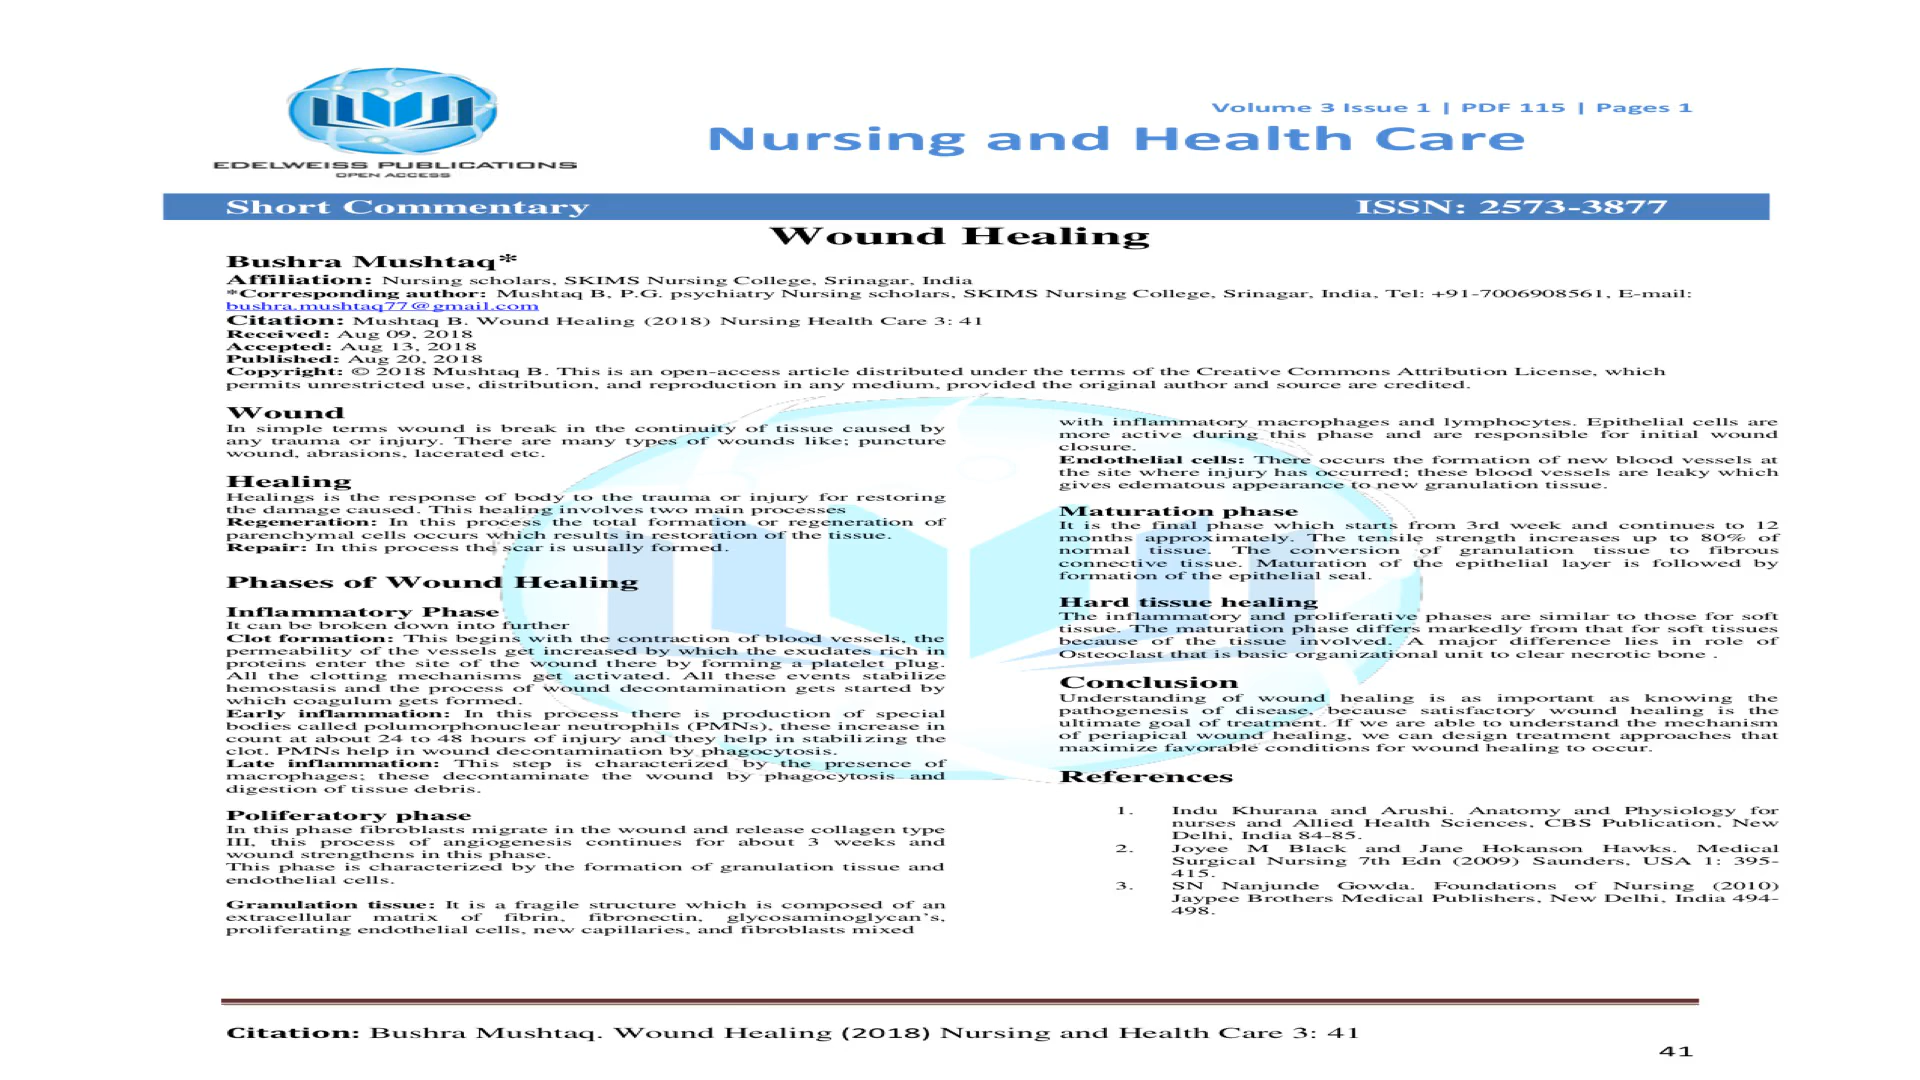 Volume 3 Issue 1 | PDF 115 | Pages 1
Nursing and Health Care
EDELWEISS PUBLICATIONS
OPEN ACCESS
Short Commentary ISSN: 2573-3877
Wound Healing
Bushra Mushtaq*
Affiliation: Nursing scholars, SKIMS Nursing College, Srinagar, India
*Corresponding author: Mushtaq B, P.G. psychiatry Nursing scholars, SKIMS Nursing College, Srinagar, India, Tel: +91-7006908561, E-mail:
bushra.mushtaq77@gmail.com
Citation: Mushtaq B. Wound Healing (2018) Nursing Health Care 3: 41
Received: Aug 09, 2018
Accepted: Aug 13, 2018
Published: Aug 20, 2018
Copyright: © 2018 Mushtaq B. This is an open-access article distributed under the terms of the Creative Commons Attribution License, which
permits unrestricted use, distribution, and reproduction in any medium, provided the original author and source are credited.
Wound
In simple terms wound is break in the continuity of tissue caused by
any trauma or injury. There are many types of wounds like; puncture
wound, abrasions, lacerated etc.
Healing
Healings is the response of body to the trauma or injury for restoring
the damage caused. This healing involves two main processes
Regeneration: In this process the total formation or regeneration of
parenchymal cells occurs which results in restoration of the tissue.
Repair: In this process the scar is usually formed.
Phases of Wound Healing
Inflammatory Phase
It can be broken down into further
Clot formation: This begins with the contraction of blood vessels, the
permeability of the vessels get increased by which the exudates rich in
proteins enter the site of the wound there by forming a platelet plug.
All the clotting mechanisms get activated. All these events stabilize
hemostasis and the process of wound decontamination gets started by
which coagulum gets formed.
Early inflammation: In this process there is production of special
bodies called polumorphonuclear neutrophils (PMNs), these increase in
count at about 24 to 48 hours of injury and they help in stabilizing the
clot. PMNs help in wound decontamination by phagocytosis.
Late inflammation: This step is characterized by the presence of
macrophages; these decontaminate the wound by phagocytosis and
digestion of tissue debris.
Poliferatory phase
In this phase fibroblasts migrate in the wound and release collagen type
III, this process of angiogenesis continues for about 3 weeks and
wound strengthens in this phase.
This phase is characterized by the formation of granulation tissue and
endothelial cells.
Granulation tissue: It is a fragile structure which is composed of an
extracellular matrix of fibrin, fibronectin, glycosaminoglycan's,
proliferating endothelial cells, new capillaries, and fibroblasts mixed
with inflammatory macrophages and lymphocytes. Epithelial cells are
more active during this phase and are responsible for initial wound
closure.
Endothelial cells: There occurs the formation of new blood vessels at
the site where injury has occurred; these blood vessels are leaky which
gives edematous appearance to new granulation tissue.
Maturation phase
It is the final phase which starts from 3rd week and continues to 12
months approximately. The tensile strength increases up to 80% of
normal tissue. The conversion of granulation tissue to fibrous
connective tissue. Maturation of the epithelial layer is followed by
formation of the epithelial seal.
Hard tissue healing
The inflammatory and proliferative phases are similar to those for soft
tissue. The maturation phase differs markedly from that for soft tissues
because of the tissue involved. A major difference lies in role of
Osteoclast that is basic organizational unit to clear necrotic bone .
Conclusion
Understanding of wound healing is as important as knowing the
pathogenesis of disease, because satisfactory wound healing is the
ultimate goal of treatment. If we are able to understand the mechanism
of periapical wound healing, we can design treatment approaches that
maximize favorable conditions for wound healing to occur.
References
1. Indu Khurana and Arushi. Anatomy and Physiology for
nurses and Allied Health Sciences, CBS Publication, New
Delhi, India 84-85.
2. Joyee M Black and Jane Hokanson Hawks. Medical
Surgical Nursing 7th Edn (2009) Saunders, USA 1: 395-
415.
3. SN Nanjunde Gowda. Foundations of Nursing (2010)
Jaypee Brothers Medical Publishers, New Delhi, India 494-
498.
Citation: Bushra Mushtaq. Wound Healing (2018) Nursing and Health Care 3: 41
41